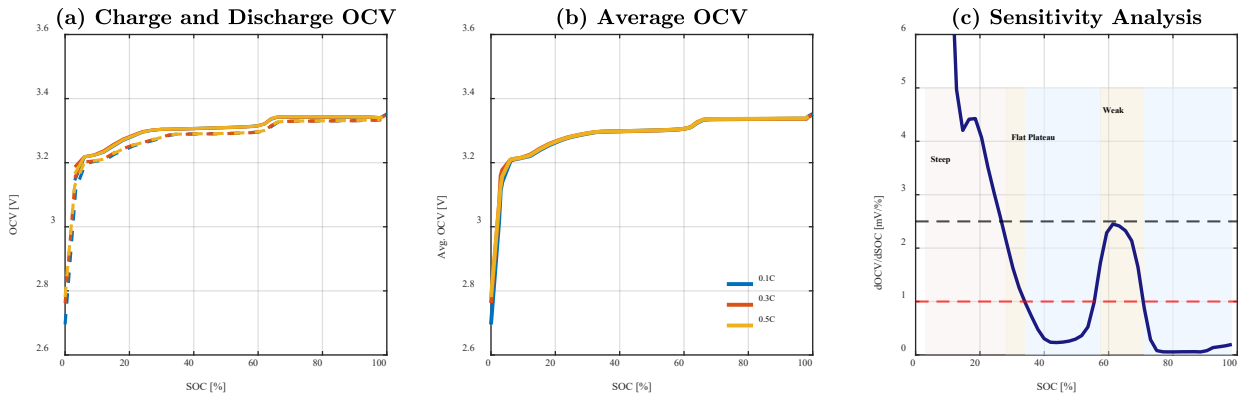 (a) Charge and Discharge OCV
3.6
3.4
3.2
3
2.8
2.6
0
20
40
60
80
100
OCV [V]
SOC [%]
(b) Average OCV
3.6
3.4
3.2
3
2.8
2.6
0
20
40
60
80
100
Avg. OCV [V]
SOC [%]
0.1C
0.3C
0.5C
(c) Sensitivity Analysis
6
5
4
3
2
1
0
0
20
40
60
80
100
dOCV/dSOC [mV/%]
SOC [%]
Steep
Flat Plateau
Weak